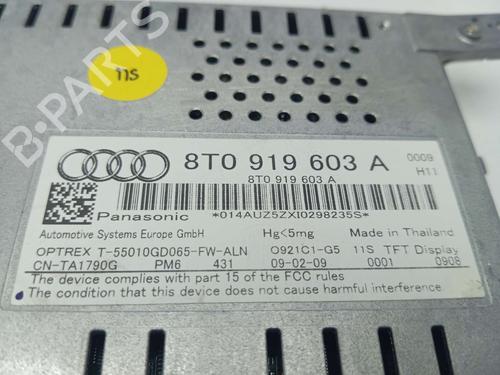 11S
B-PARTS
8T0 919 603 A 0009
8T0 919 603 A H11
Panasonic *014AUZ5ZXI0298235S*
Automotive Systems Europe GmbH Hg<5mg Made in Thailand
OPTREX T-55010GD065-FW-ALN 0921C1-G5 11S TFT Display
CN-TA1790G PM6 431 09-02-09 0001 0908
The device complies with part 15 of the FCC rules
The condition that this device does not cause harmful interference.